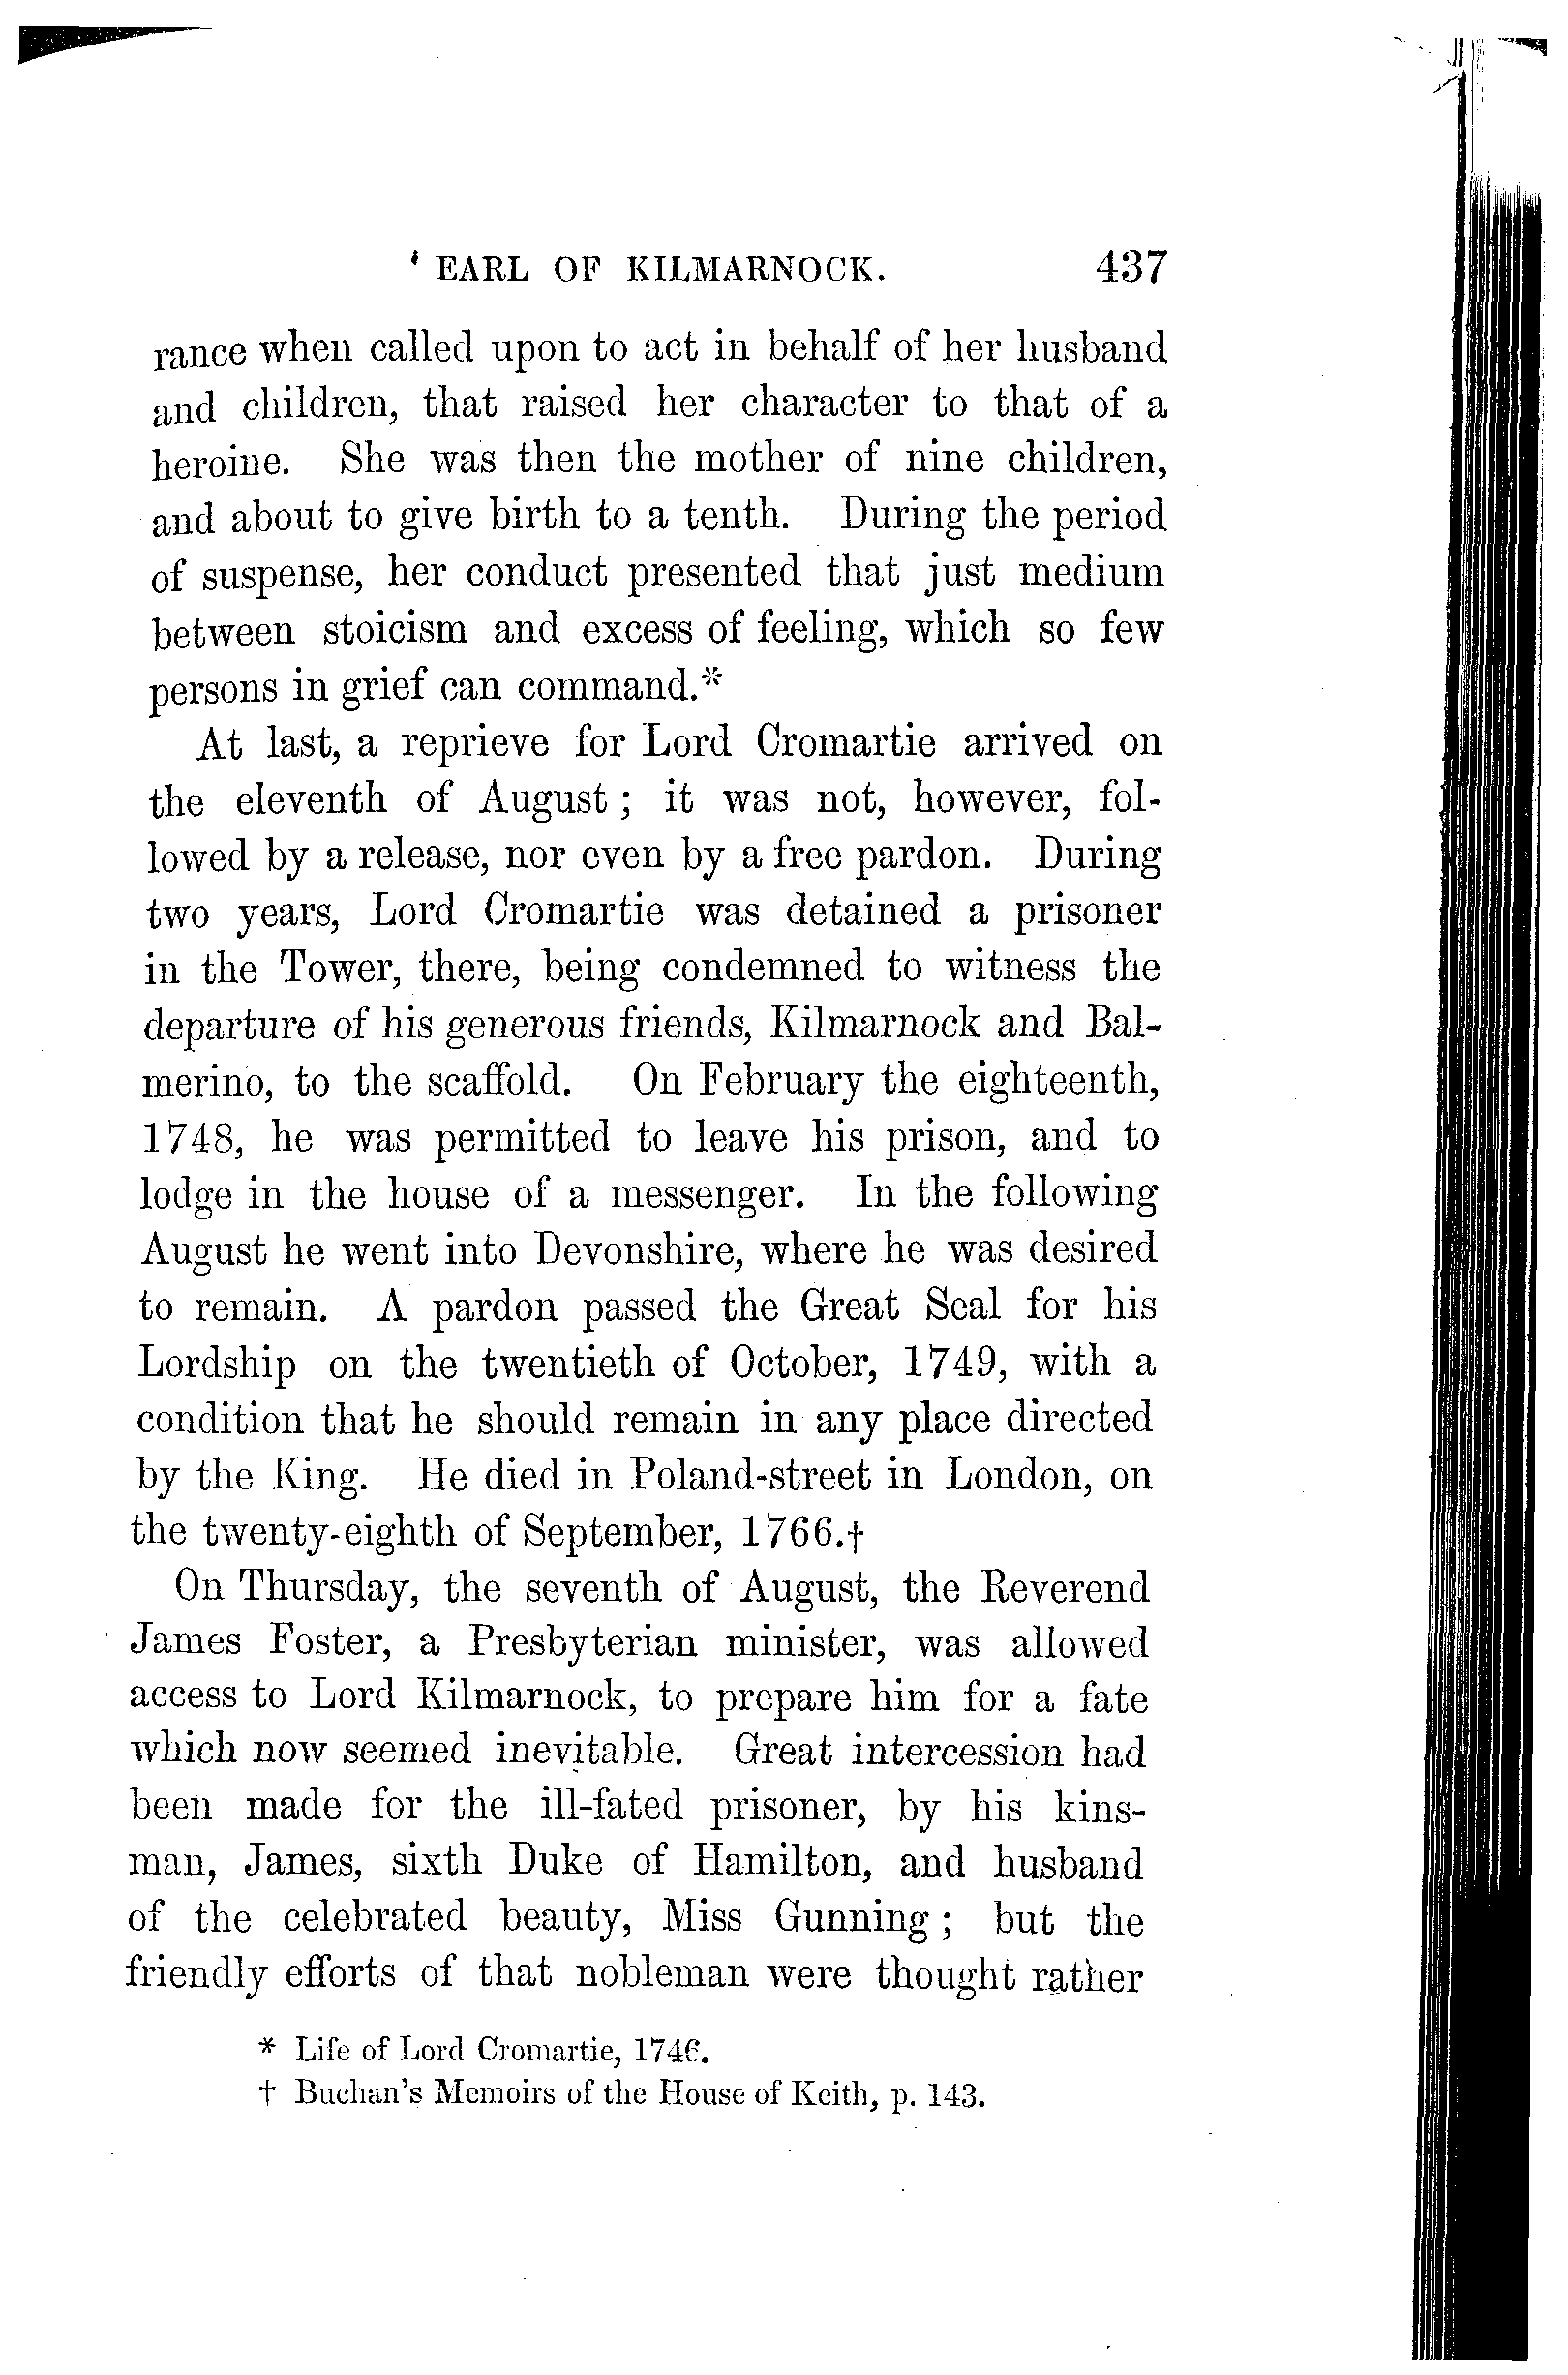 EARL OF KILMARNOCK. 437
rance when called upon to act in behalf of her husband
and children, that raised her character to that of a
heroine. She was then the mother of nine children,
and about to give birth to a tenth. During the period
of suspense, her conduct presented that just medium
between stoicism and excess of feeling, which so few
persons in grief can command.*
At last, a reprieve for Lord Cromartie arrived on
the eleventh of August; it was not, however, fol-
lowed by a release, nor even by a free pardon. During
two years, Lord Cromartie was detained a prisoner
in the Tower, there, being condemned to witness the
departure of his generous friends, Kilmarnock and Bal-
merino, to the scaffold. On February the eighteenth,
1748, he was permitted to leave his prison, and to
lodge in the house of a messenger. In the following
August he went into Devonshire, where he was desired
to remain. A pardon passed the Great Seal for his
Lordship on the twentieth of October, 1749, with a
condition that he should remain in any place directed
by the King. He died in Poland-street in London, on
the twenty-eighth of September, 1766.†
On Thursday, the seventh of August, the Reverend
James Foster, a Presbyterian minister, was allowed
access to Lord Kilmarnock, to prepare him for a fate
which now seemed inevitable. Great intercession had
been made for the ill-fated prisoner, by his kins-
man, James, sixth Duke of Hamilton, and husband
of the celebrated beauty, Miss Gunning; but the
friendly efforts of that nobleman were thought rather
* Life of Lord Cromartie, 1746.
† Buchan's Memoirs of the House of Keith, p. 143.